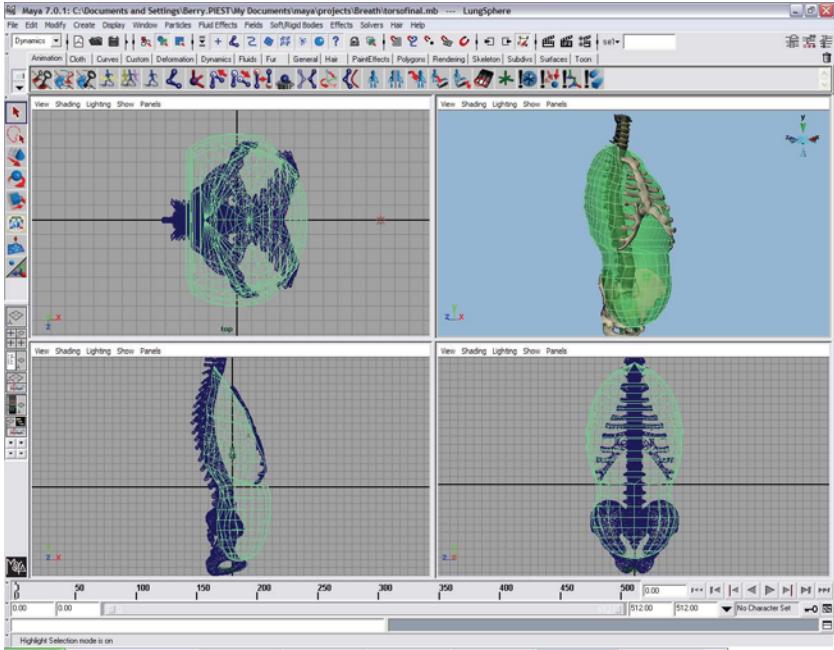 Maya 7.0.1: C:\Documents and Settings\Berry.PIEST\My Documents\maya\projects\Breath\torsofinal.mb --- LungSphere
File Edit Modify Create Display Window Particles Fluid Effects Fields Soft/Rigid Bodies Effects Solvers Hair Help
Dynamics sel
Animation Cloth Curves Custom Deformation Dynamics Fluids Fur General Hair PaintEffects Polygons Rendering Skeleton Subdivs Surfaces Toon
View Shading Lighting Show Panels
View Shading Lighting Show Panels
y
z x
top
z
y
z x
View Shading Lighting Show Panels
View Shading Lighting Show Panels
z x
z x
MAYA
50 100 150 200 250 300 350 400 450 500 0.00
0.00 0.00 512.00 512.00 No Character Set
Highlight Selection mode is on